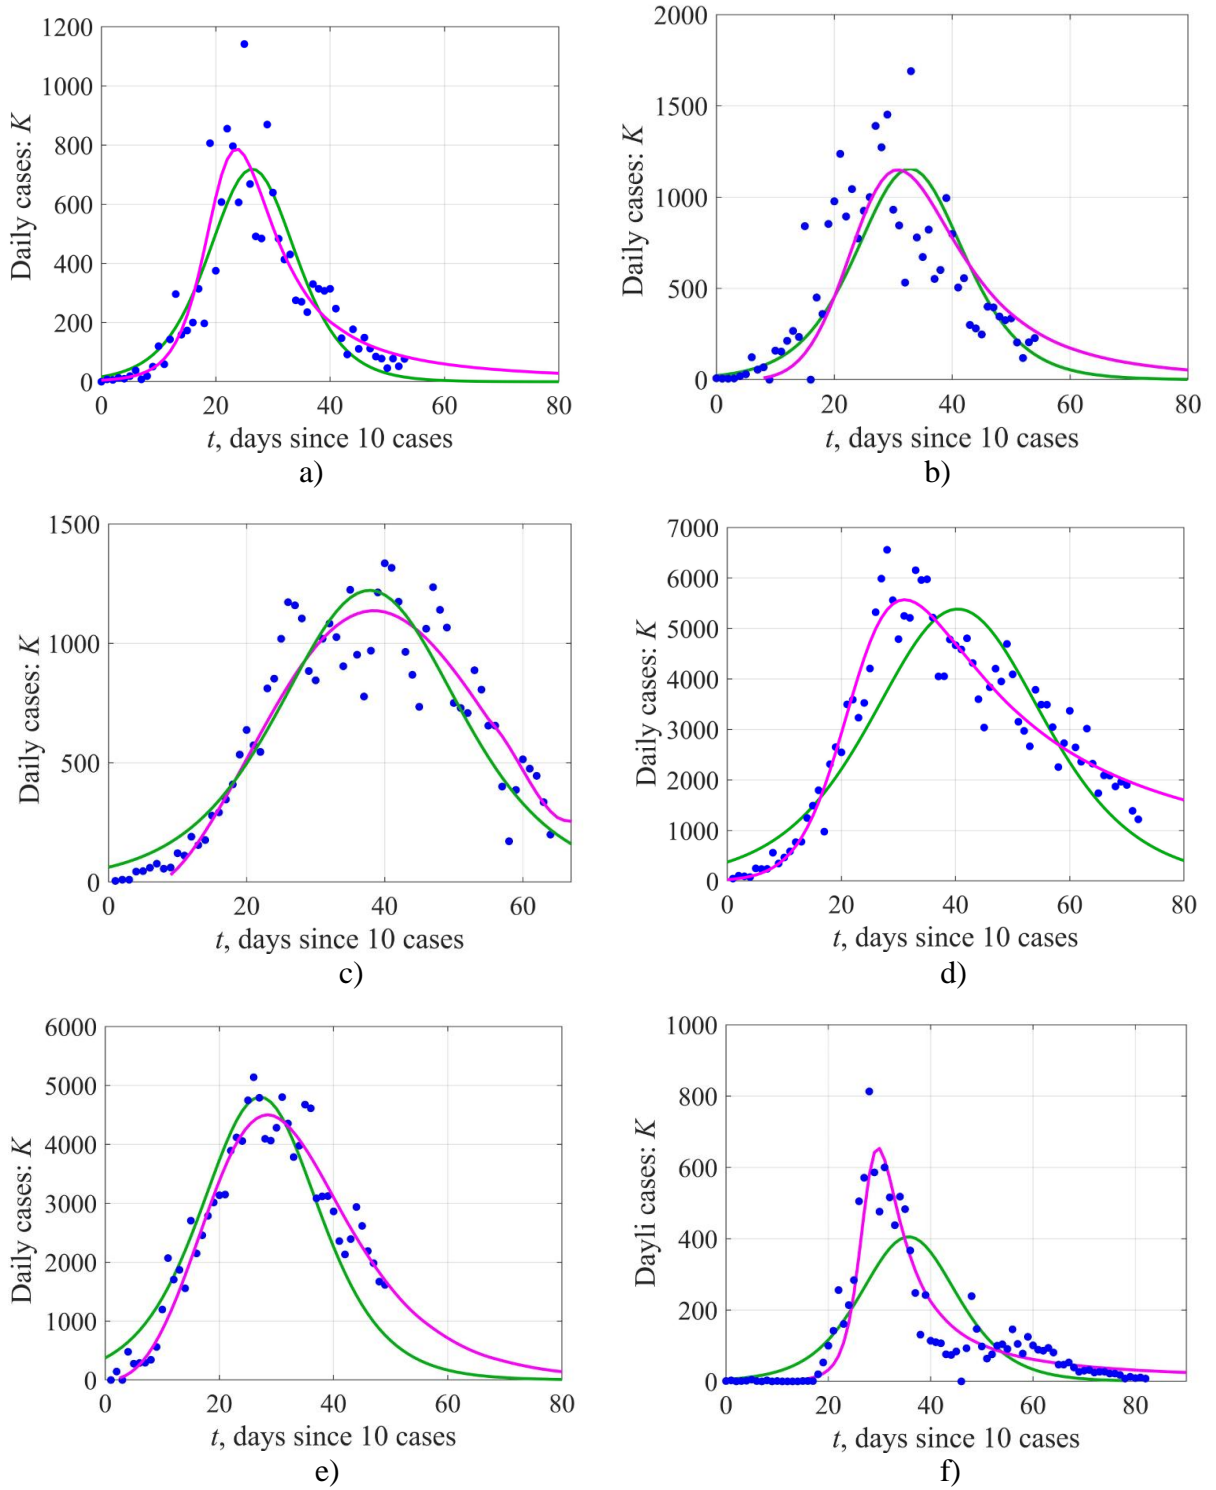 1200
1000
800
600
400
200
0
Daily cases: K
0 20 40 60 80
t, days since 10 cases
a)
2000
1500
1000
500
0
Daily cases: K
0 20 40 60 80
t, days since 10 cases
b)
1500
1000
500
0
Daily cases: K
0 20 40 60
t, days since 10 cases
c)
7000
6000
5000
4000
3000
2000
1000
0
Daily cases: K
0 20 40 60 80
t, days since 10 cases
d)
6000
5000
4000
3000
2000
1000
0
Daily cases: K
0 20 40 60 80
t, days since 10 cases
e)
1000
800
600
400
200
0
Dayli cases: K
0 20 40 60 80
t, days since 10 cases
f)